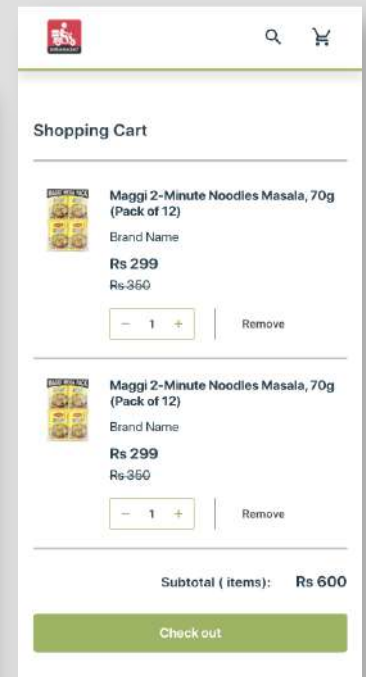 Shopping Cart
Maggi 2-Minute Noodles Masala, 70g
(Pack of 12)
Brand Name
Rs 299
Rs 350
− 1 +
Remove
Maggi 2-Minute Noodles Masala, 70g
(Pack of 12)
Brand Name
Rs 299
Rs 350
− 1 +
Remove
Subtotal ( items): Rs 600
Check out